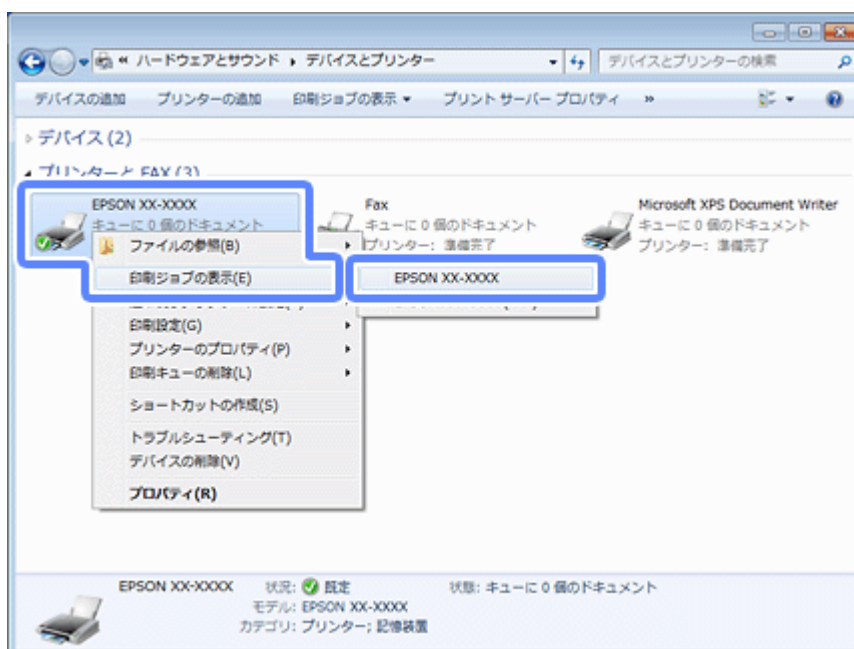 « ハードウェアとサウンド ▸ デバイスとプリンター
デバイスとプリンターの検索
デバイスの追加 プリンターの追加 印刷ジョブの表示 ▼ プリント サーバー プロパティ »
デバイス (2)
プリンターと FAX (3)
EPSON XX-XXXX
キューに 0 個のドキュメント
Fax
キューに 0 個のドキュメント
プリンター: 準備完了
Microsoft XPS Document Writer
キューに 0 個のドキュメント
プリンター: 準備完了
ファイルの参照(B)
印刷ジョブの表示(E)
EPSON XX-XXXX
印刷設定(G)
プリンターのプロパティ(P)
印刷キューの削除(L)
ショートカットの作成(S)
トラブルシューティング(T)
デバイスの削除(V)
プロパティ(R)
EPSON XX-XXXX 状況: 既定 状態: キューに 0 個のドキュメント
モデル: EPSON XX-XXXX
カテゴリ: プリンター; 記憶装置